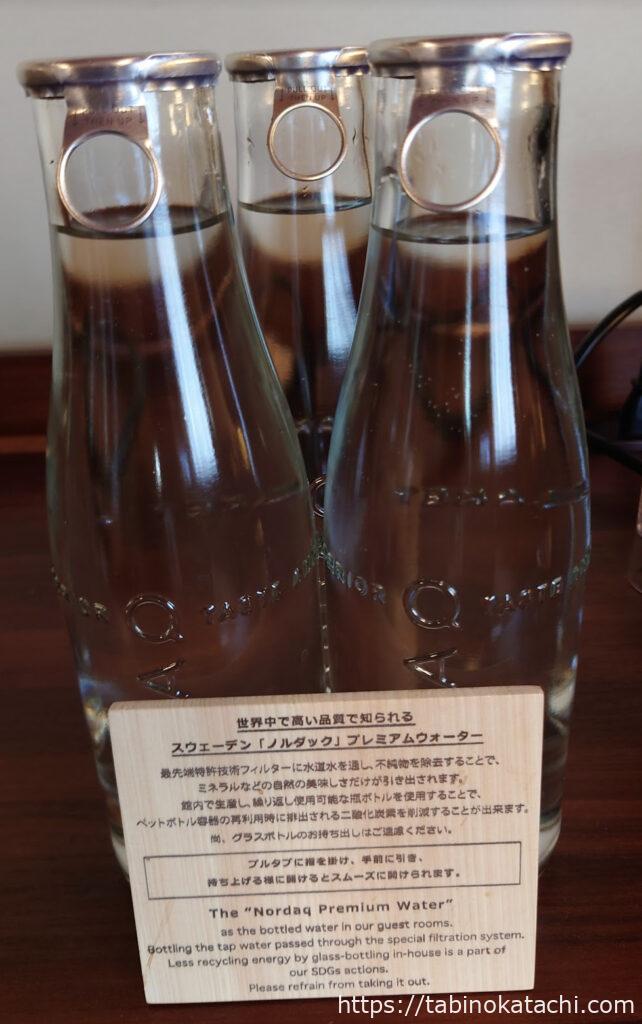 PULL OUT
THEN UP
THEN UP
ERIOR Q TASTE
ERIOR Q TASTE
A
A
世界中で高い品質で知られる
スウェーデン「ノルダック」プレミアムウォーター
最先端特許技術フィルターに水道水を通し、不純物を除去することで、
ミネラルなどの自然の美味しさだけが引き出されます。
館内で生産し、繰り返し使用可能な瓶ボトルを使用することで、
ペットボトル容器の再利用時に排出される二酸化炭素を削減することが出来ます。
尚、グラスボトルのお持ち出しはご遠慮ください。
プルタブに指を掛け、手前に引き、
持ち上げる様に開けるとスムーズに開けられます。
The "Nordaq Premium Water"
as the bottled water in our guest rooms.
Bottling the tap water passed through the special filtration system.
Less recycling energy by glass-bottling in-house is a part of
our SDGs actions.
Please refrain from taking it out.
https://tabinokatachi.com